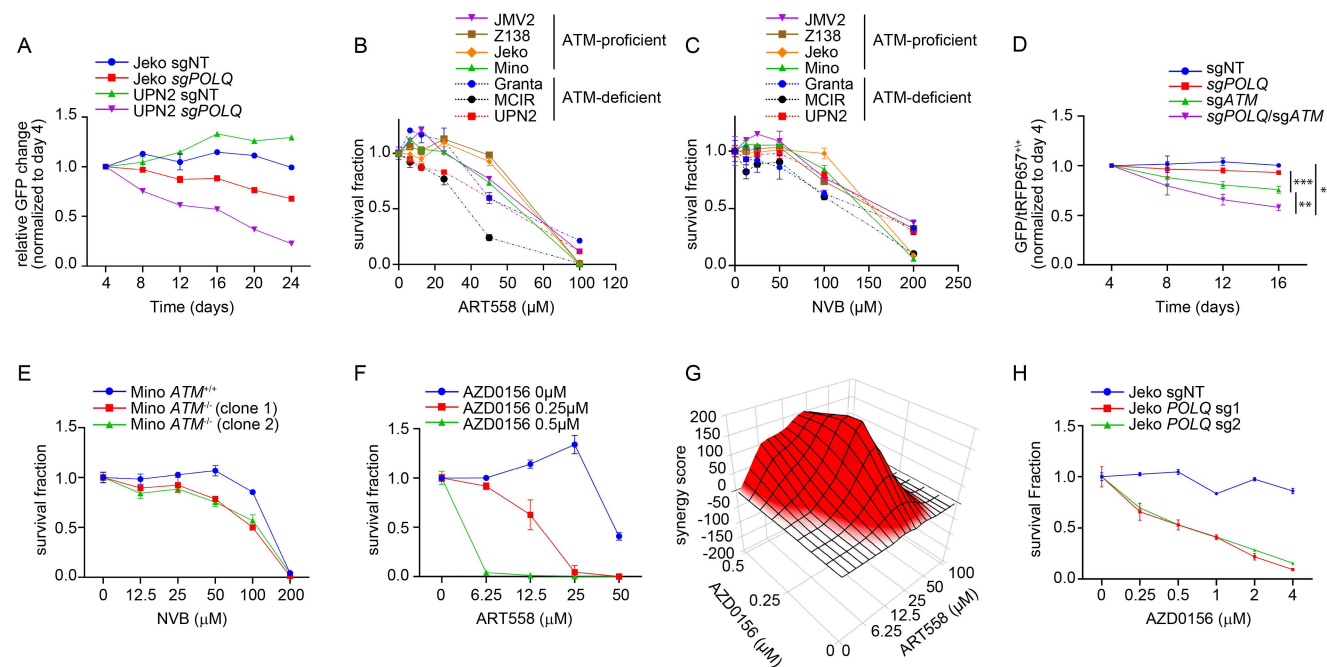 A
Jeko sgNT
Jeko sgPOLQ
UPN2 sgNT
UPN2 sgPOLQ
relative GFP change
(normalized to day 4)
1.5
1.0
1.5
1.0
4 8 12 16 20 24
Time (days)
B
JMV2
Z138
Jeko
Mino
ATM-proficient
Granta
MCIR
UPN2
ATM-deficient
survival fraction
1.0
0.5
0.0
0 20 40 60 80 100 120
ART558 (µM)
C
JMV2
Z138
Jeko
Mino
ATM-proficient
Granta
MCIR
UPN2
ATM-deficient
survival fraction
1.0
0.5
0.0
0 50 100 150 200 250
NVB (µM)
D
sgNT
sgPOLQ
sgATM
sgPOLQ/sgATM
GFP/tRFP657+/+
(normalized to day 4)
1.5
1.0
1.5
1.0
4 8 12 16
Time (days)
***
**
*
E
Mino ATM+/+
Mino ATM-/- (clone 1)
Mino ATM-/- (clone 2)
survival fraction
1.5
1.0
0.5
0.0
0 12.5 25 50 100 200
NVB (µM)
F
AZD0156 0µM
AZD0156 0.25µM
AZD0156 0.5µM
survival fraction
1.5
1.0
0.5
0.0
0 6.25 12.5 25 50
ART558 (µM)
G
synergy score
200
150
100
50
0
-50
-100
-150
-200
0.5
0.25
0
AZD0156 (µM)
0
6.25
12.5
25
50
100
ART558 (µM)
H
Jeko sgNT
Jeko POLQ sg1
Jeko POLQ sg2
survival Fraction
1.5
1.0
0.5
0.0
0 0.25 0.5 1 2 4
AZD0156 (µM)